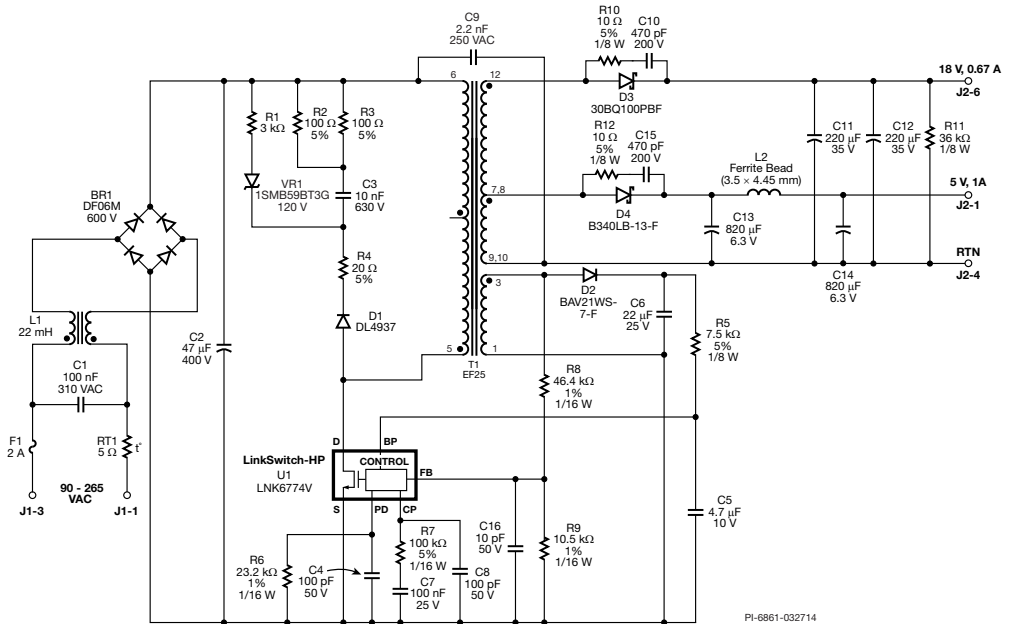 C9
2.2 nF
250 VAC
R10
10 Ω
5%
1/8 W
C10
470 pF
200 V
6
12
D3
30BQ100PBF
18 V, 0.67 A
J2-6
R1
3 kΩ
R2
100 Ω
5%
R3
100 Ω
5%
R12
10 Ω
5%
1/8 W
C15
470 pF
200 V
C11
220 µF
35 V
C12
220 µF
35 V
R11
36 kΩ
1/8 W
L2
Ferrite Bead
(3.5 × 4.45 mm)
BR1
DF06M
600 V
VR1
1SMB59BT3G
120 V
C3
10 nF
630 V
7,8
D4
B340LB-13-F
5 V, 1A
J2-1
C13
820 µF
6.3 V
R4
20 Ω
5%
9,10
RTN
J2-4
C14
820 µF
6.3 V
3
D2
BAV21WS-
7-F
C6
22 µF
25 V
L1
22 mH
D1
DL4937
R5
7.5 kΩ
5%
1/8 W
C2
47 µF
400 V
5
1
T1
EF25
C1
100 nF
310 VAC
R8
46.4 kΩ
1%
1/16 W
F1
2 A
RT1
5 Ω
t°
D
BP
LinkSwitch-HP
U1
LNK6774V
CONTROL
FB
90 - 265
VAC
J1-3
J1-1
S
PD
CP
C5
4.7 µF
10 V
R6
23.2 kΩ
1%
1/16 W
C4
100 pF
50 V
R7
100 kΩ
5%
1/16 W
C7
100 nF
25 V
C8
100 pF
50 V
C16
10 pF
50 V
R9
10.5 kΩ
1%
1/16 W
PI-6861-032714